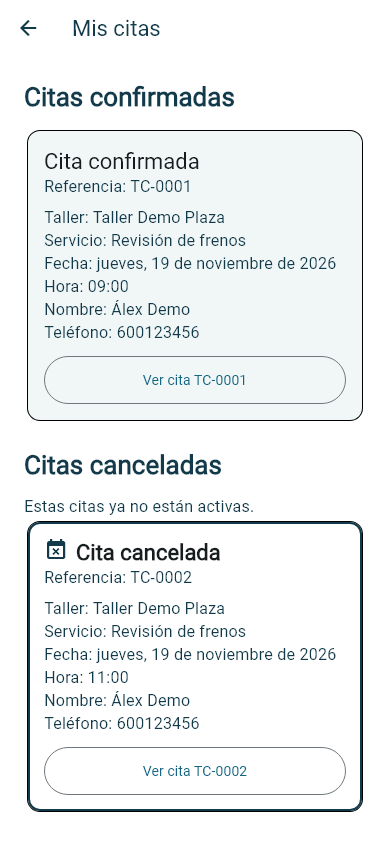 Mis citas
Citas confirmadas
Cita confirmada
Referencia: TC-0001
Taller: Taller Demo Plaza
Servicio: Revisión de frenos
Fecha: jueves, 19 de noviembre de 2026
Hora: 09:00
Nombre: Álex Demo
Teléfono: 600123456
Ver cita TC-0001
Citas canceladas
Estas citas ya no están activas.
Cita cancelada
Referencia: TC-0002
Taller: Taller Demo Plaza
Servicio: Revisión de frenos
Fecha: jueves, 19 de noviembre de 2026
Hora: 11:00
Nombre: Álex Demo
Teléfono: 600123456
Ver cita TC-0002